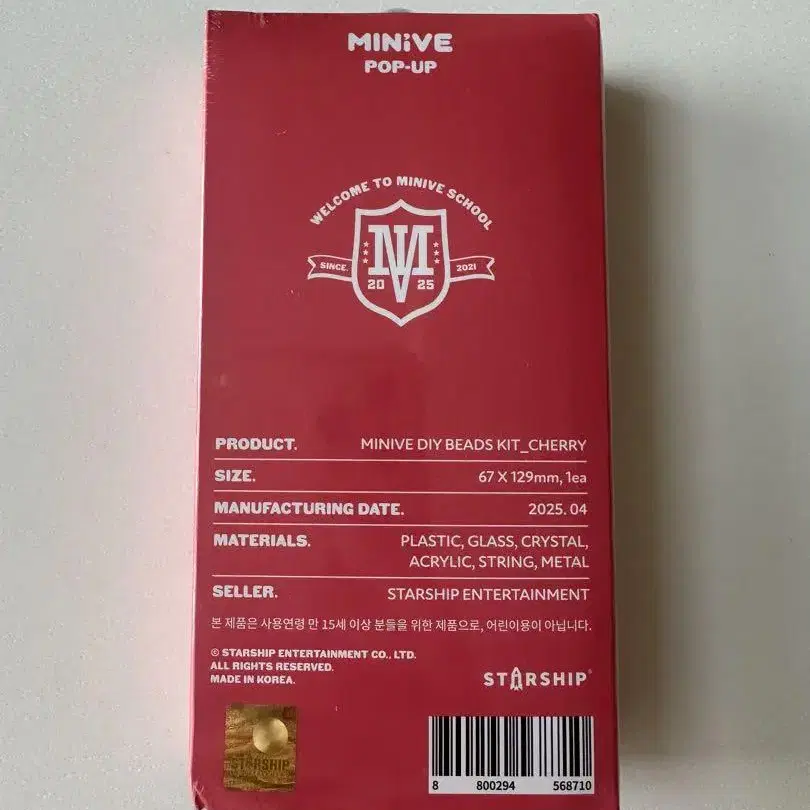 MINiVE
POP-UP
WELCOME TO MINIVE SCHOOL
SINCE. 2021
MV
20 25
PRODUCT. MINIVE DIY BEADS KIT_CHERRY
SIZE. 67 X 129mm, 1ea
MANUFACTURING DATE. 2025. 04
MATERIALS. PLASTIC, GLASS, CRYSTAL,
ACRYLIC, STRING, METAL
SELLER. STARSHIP ENTERTAINMENT
본 제품은 사용연령 만 15세 이상 분들을 위한 제품으로, 어린이용이 아닙니다.
© STARSHIP ENTERTAINMENT CO., LTD.
ALL RIGHTS RESERVED.
MADE IN KOREA.
STARSHIP®
STARSHIP
8 800294 568710